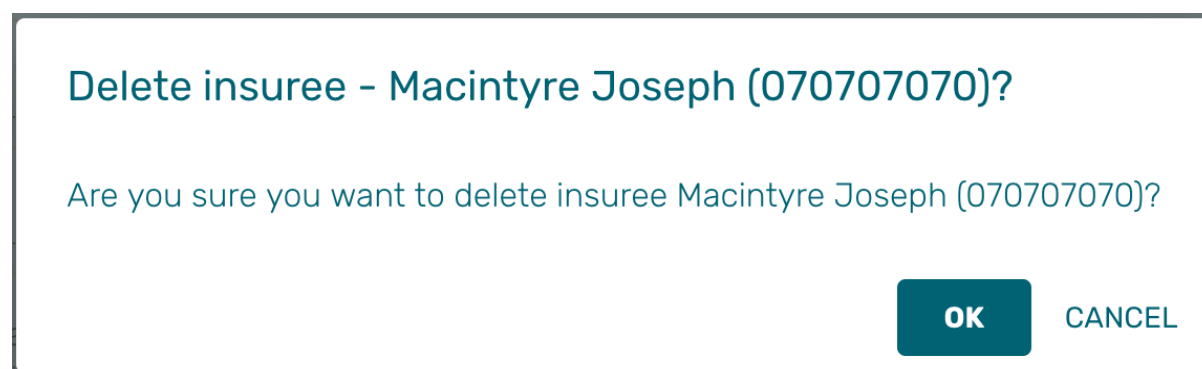 Delete insuree - Macintyre Joseph (070707070)?
Are you sure you want to delete insuree Macintyre Joseph (070707070)?
OK CANCEL